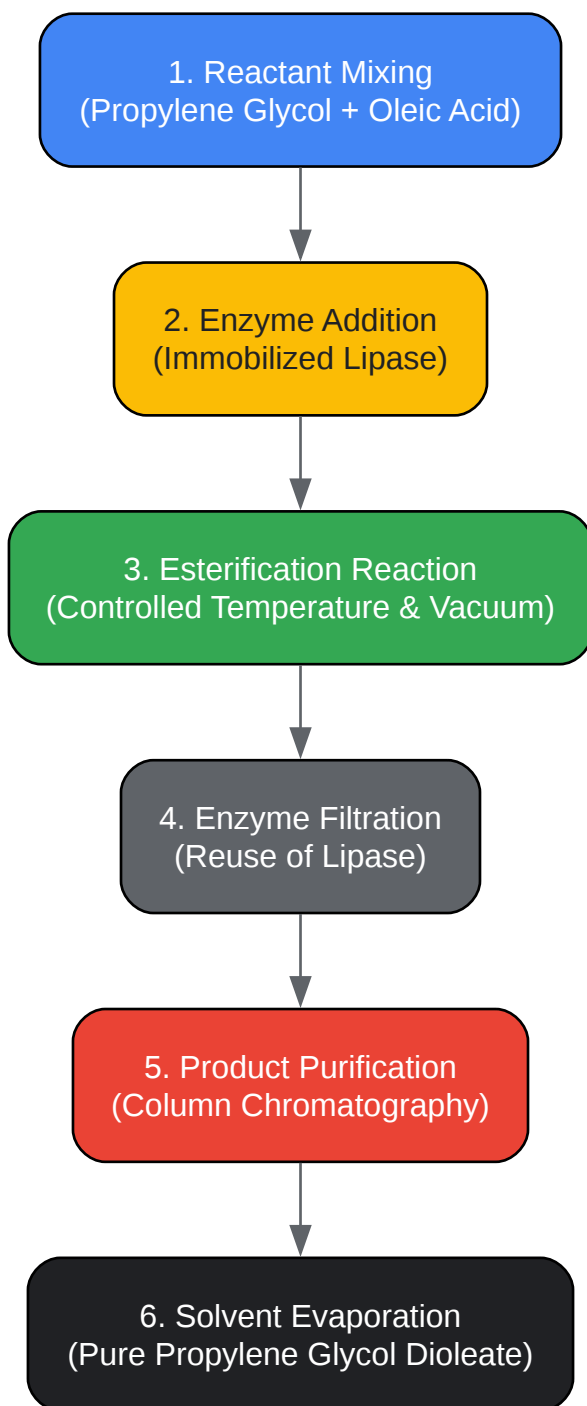 1. Reactant Mixing
(Propylene Glycol + Oleic Acid)
2. Enzyme Addition
(Immobilized Lipase)
3. Esterification Reaction
(Controlled Temperature & Vacuum)
4. Enzyme Filtration
(Reuse of Lipase)
5. Product Purification
(Column Chromatography)
6. Solvent Evaporation
(Pure Propylene Glycol Dioleate)